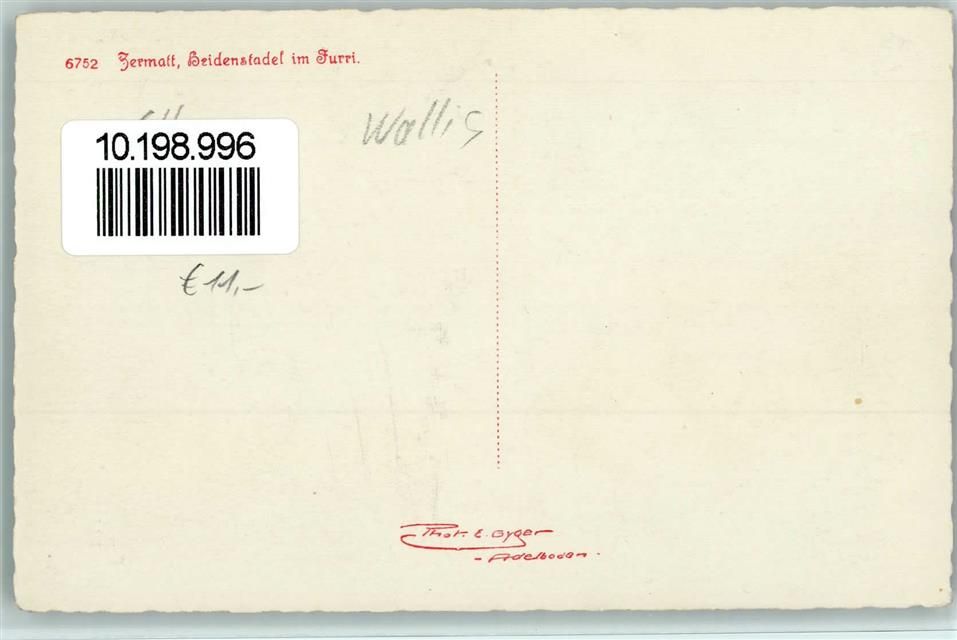 6752 Zermatt, Heidenstadel im Furri.
Wallis
10.198.996
€ 11,-
Phot. E. Gyger
- Adelboden.